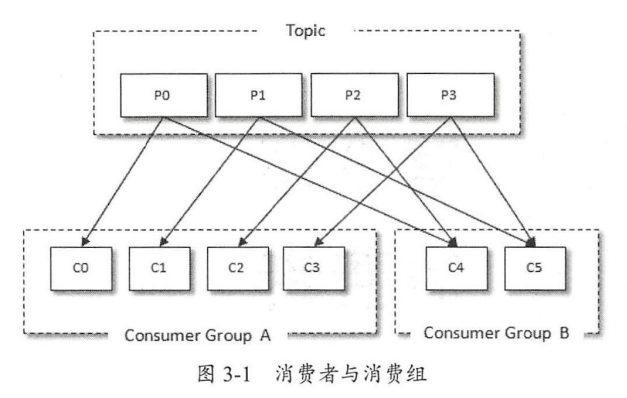 Topic
P0 P1 P2 P3
C0 C1 C2 C3 C4 C5
Consumer Group A Consumer Group B
图 3-1 消费者与消费组